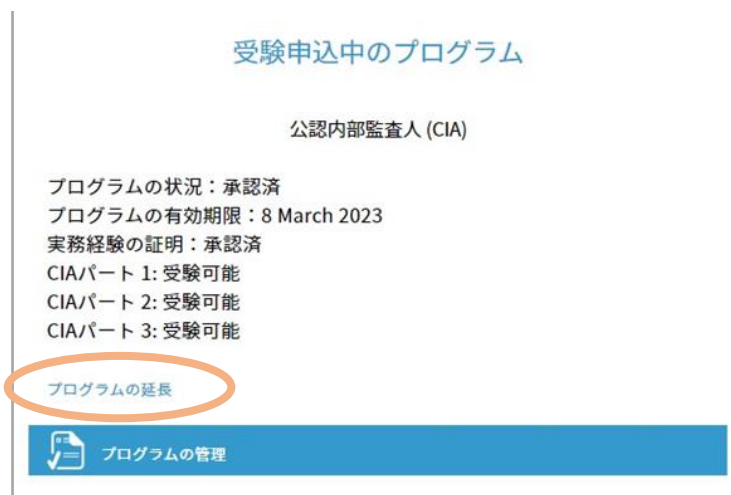 受験申込中のプログラム
公認内部監査人 (CIA)
プログラムの状況：承認済
プログラムの有効期限：8 March 2023
実務経験の証明：承認済
CIAパート 1: 受験可能
CIAパート 2: 受験可能
CIAパート 3: 受験可能
プログラムの延長
プログラムの管理